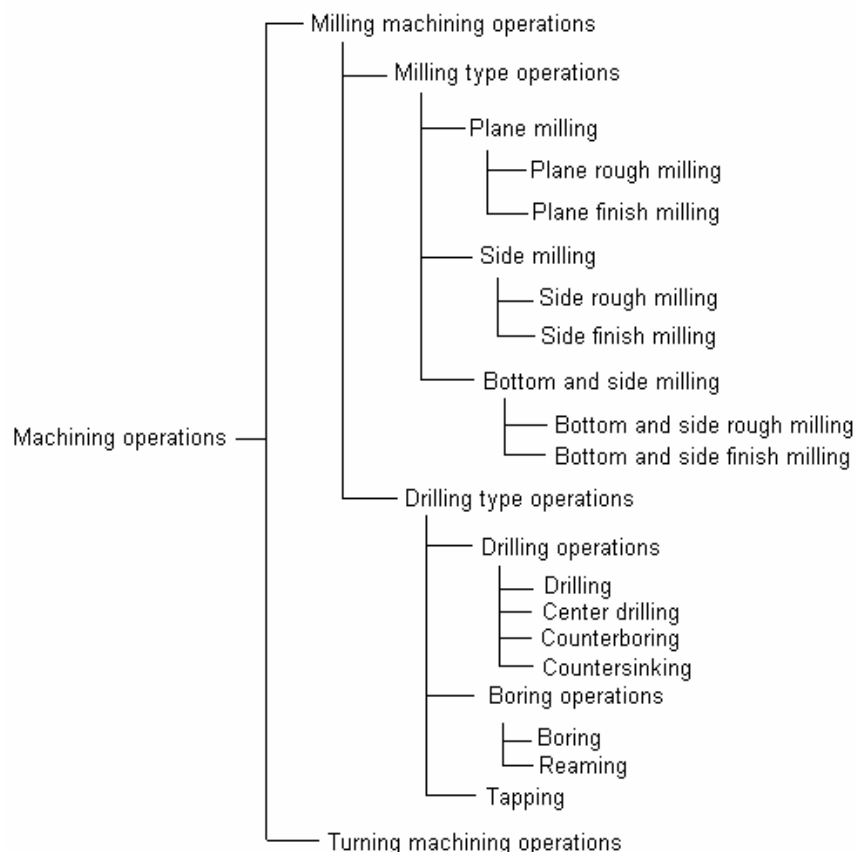 Milling machining operations
Milling type operations
Plane milling
Plane rough milling
Plane finish milling
Side milling
Side rough milling
Side finish milling
Bottom and side milling
Bottom and side rough milling
Machining operations
Bottom and side finish milling
Drilling type operations
Drilling operations
Drilling
Center drilling
Counterboring
Countersinking
Boring operations
Boring
Reaming
Tapping
Turning machining operations